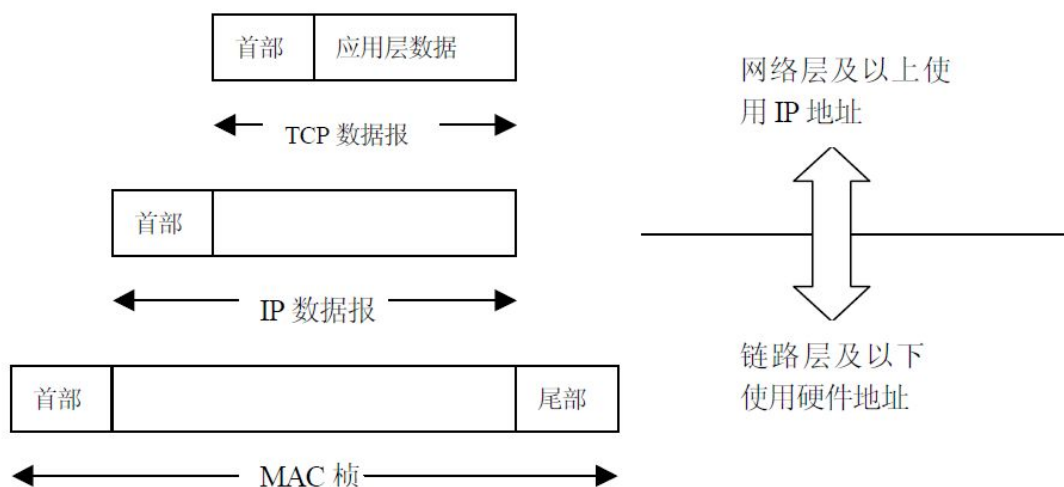 首部 应用层数据
TCP 数据报
首部
IP 数据报
首部 尾部
MAC 桢
网络层及以上使
用 IP 地址
链路层及以下
使用硬件地址